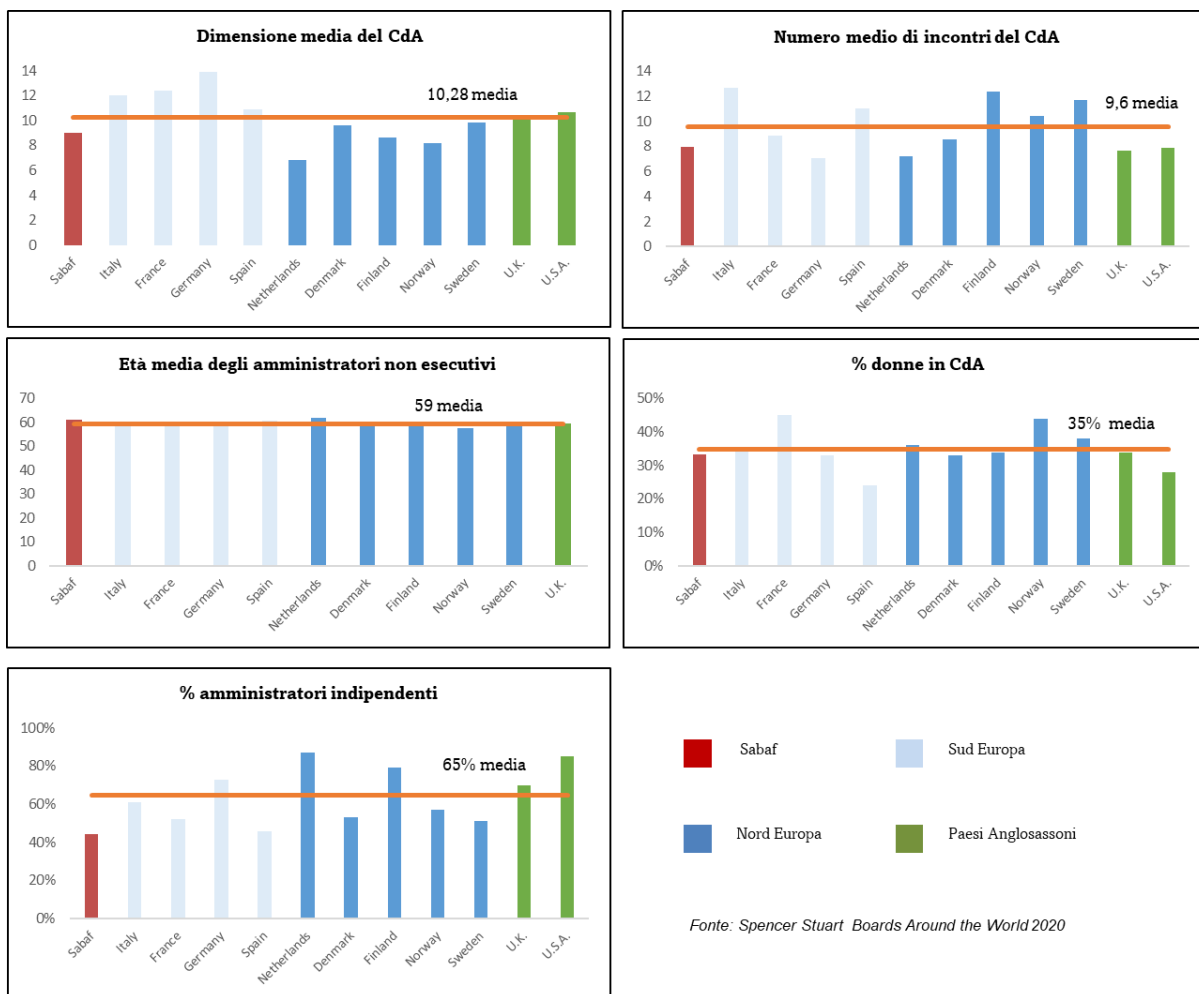 Dimensione media del CdA
14
12
10
8
6
4
2
0
10,28 media
Sabaf
Italy
France
Germany
Spain
Netherlands
Denmark
Finland
Norway
Sweden
U.K.
U.S.A.
Numero medio di incontri del CdA
14
12
10
8
6
4
2
0
9,6 media
Sabaf
Italy
France
Germany
Spain
Netherlands
Denmark
Finland
Norway
Sweden
U.K.
U.S.A.
Età media degli amministratori non esecutivi
70
60
50
40
30
20
10
0
59 media
Sabaf
Italy
France
Germany
Spain
Netherlands
Denmark
Finland
Norway
Sweden
U.K.
% donne in CdA
50%
40%
30%
20%
10%
0%
35% media
Sabaf
Italy
France
Germany
Spain
Netherlands
Denmark
Finland
Norway
Sweden
U.K.
U.S.A.
% amministratori indipendenti
100%
80%
60%
40%
20%
0%
65% media
Sabaf
Italy
France
Germany
Spain
Netherlands
Denmark
Finland
Norway
Sweden
U.K.
U.S.A.
Sabaf
Sud Europa
Nord Europa
Paesi Anglosassoni
Fonte: Spencer Stuart Boards Around the World 2020